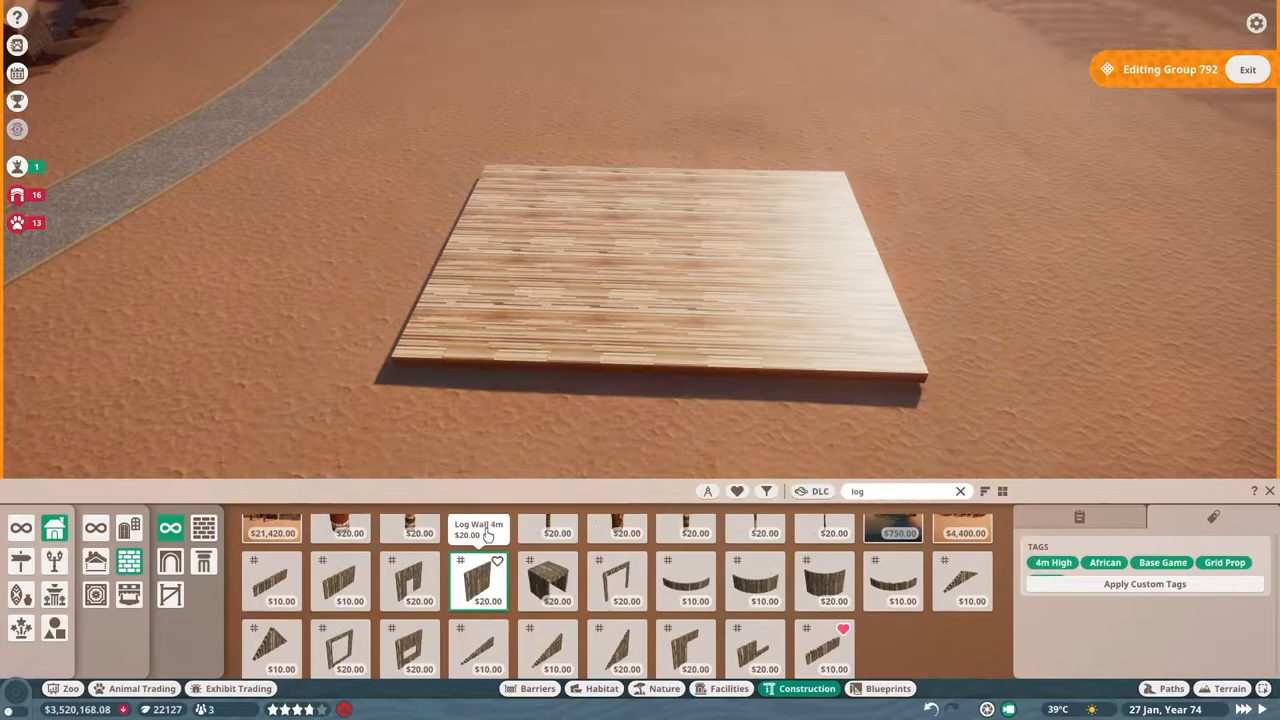 ?
Editing Group 792
Exit
1
16
13
DLC
log
?
Log Wall 4m
$20.00
$21,420.00
$20.00
$20.00
$20.00
$20.00
$20.00
$20.00
$20.00
$750.00
$4,400.00
$10.00
$10.00
$20.00
$20.00
$20.00
$20.00
$10.00
$10.00
$20.00
$10.00
$10.00
$10.00
$20.00
$20.00
$10.00
$10.00
$20.00
$20.00
$20.00
$10.00
TAGS
4m High
African
Base Game
Grid Prop
Apply Custom Tags
Zoo
Animal Trading
Exhibit Trading
Barriers
Habitat
Nature
Facilities
Construction
Blueprints
Paths
Terrain
$3,520,168.08
22127
3
39°C
27 Jan, Year 74